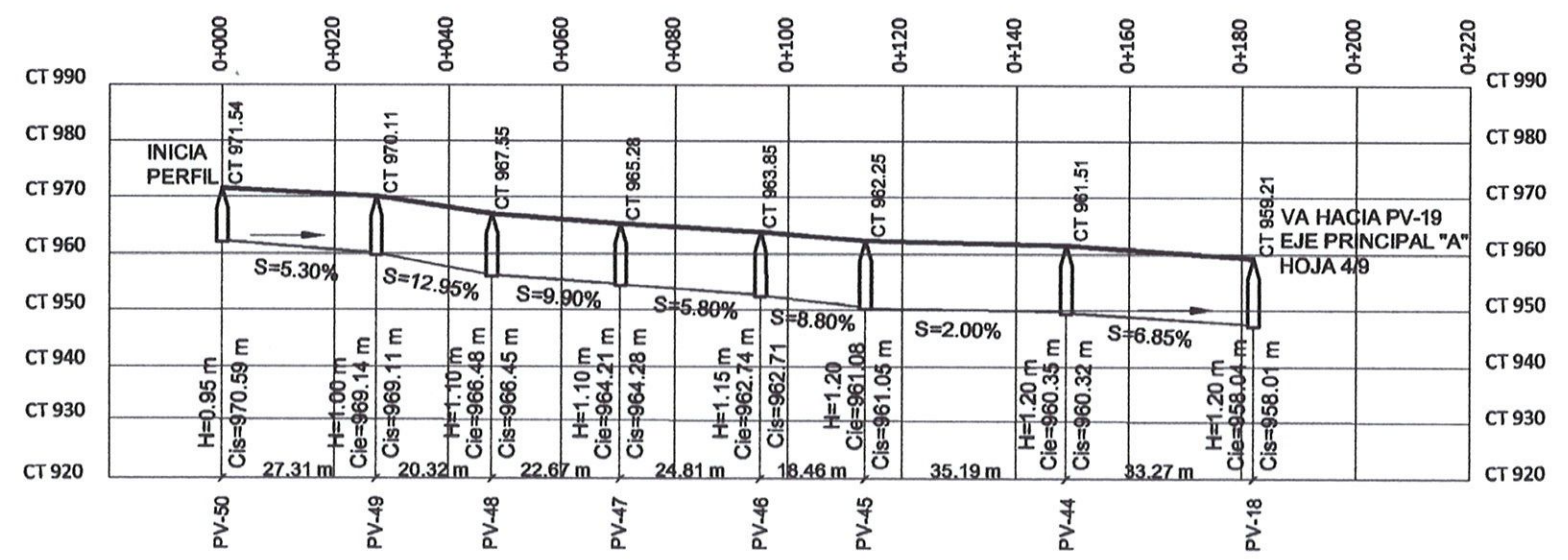 0+000
0+020
0+040
0+060
0+080
0+100
0+120
0+140
0+160
0+180
0+200
0+220
CT 990
CT 990
CT 980
CT 980
CT 970
CT 970
CT 960
CT 960
CT 950
CT 950
CT 940
CT 940
CT 930
CT 930
CT 920
CT 920
INICIA
PERFIL
CT 971.54
CT 970.11
CT 967.55
CT 965.28
CT 963.85
CT 962.25
CT 961.51
CT 959.21
VA HACIA PV-19
EJE PRINCIPAL "A"
HOJA 4/9
S=5.30%
S=12.95%
S=9.90%
S=5.80%
S=8.80%
S=2.00%
S=6.85%
H=0.95 m
Cis=970.59 m
H=1.00 m
Cie=969.14 m
Cis=969.11 m
H=1.10 m
Cie=966.48 m
Cis=966.45 m
H=1.10 m
Cie=964.21 m
Cis=964.28 m
H=1.15 m
Cie=962.74 m
Cis=962.71
H=1.20
Cie=961.08
Cis=961.05 m
H=1.20 m
Cie=960.35 m
Cis=960.32 m
H=1.20 m
Cie=958.04 m
Cis=958.01 m
27.31 m
20.32 m
22.67 m
24.81 m
18.46 m
35.19 m
33.27 m
PV-50
PV-49
PV-48
PV-47
PV-46
PV-45
PV-44
PV-18